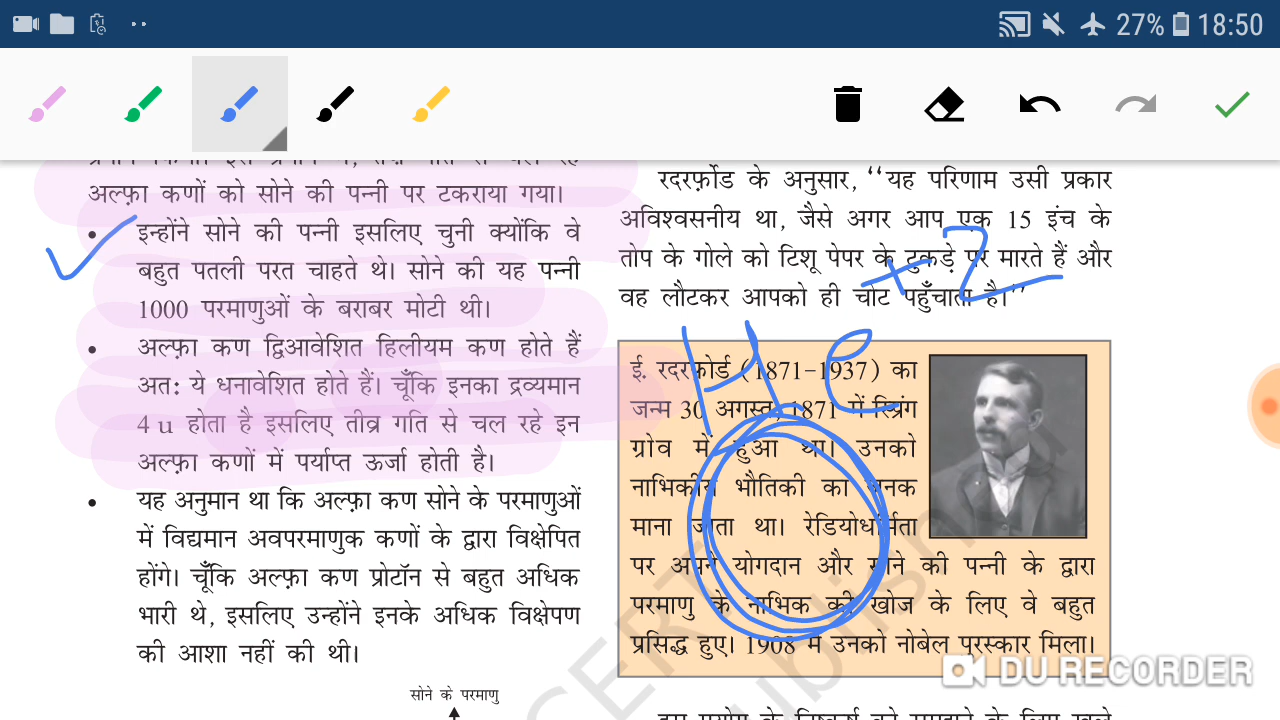 27% 18:50
अल्फ़ा कणों को सोने की पन्नी पर टकराया गया।
• इन्होंने सोने की पन्नी इसलिए चुनी क्योंकि वे
बहुत पतली परत चाहते थे। सोने की यह पन्नी
1000 परमाणुओं के बराबर मोटी थी।
• अल्फ़ा कण द्विआवेशित हिलीयम कण होते हैं
अतः ये धनावेशित होते हैं। चूँकि इनका द्रव्यमान
4 u होता है इसलिए तीव्र गति से चल रहे इन
अल्फ़ा कणों में पर्याप्त ऊर्जा होती है।
• यह अनुमान था कि अल्फ़ा कण सोने के परमाणुओं
में विद्यमान अवपरमाणुक कणों के द्वारा विक्षेपित
होंगे। चूँकि अल्फ़ा कण प्रोटॉन से बहुत अधिक
भारी थे, इसलिए उन्होंने इनके अधिक विक्षेपण
की आशा नहीं की थी।
सोने के परमाणु
रदरफ़ोर्ड के अनुसार, ‘‘यह परिणाम उसी प्रकार
अविश्वसनीय था, जैसे अगर आप एक 15 इंच के
तोप के गोले को टिशू पेपर के टुकड़े पर मारते हैं और
वह लौटकर आपको ही चोट पहुँचाता है।’’
+2
He
ई. रदरफ़ोर्ड (1871-1937) का
जन्म 30 अगस्त, 1871 में स्प्रिंग
ग्रोव में हुआ था। उनको
नाभिकीय भौतिकी का जनक
माना जाता था। रेडियोधर्मिता
पर अपने योगदान और सोने की पन्नी के द्वारा
परमाणु के नाभिक की खोज के लिए वे बहुत
प्रसिद्ध हुए। 1908 में उनको नोबेल पुरस्कार मिला।
DU RECORDER